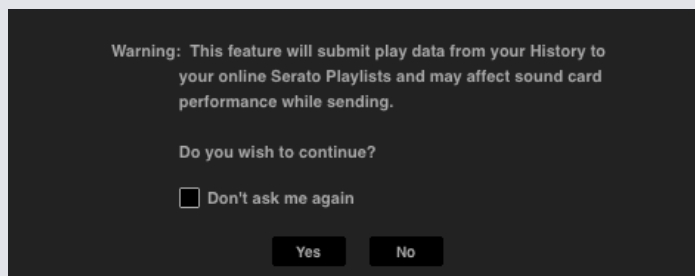 Warning: This feature will submit play data from your History to
your online Serato Playlists and may affect sound card
performance while sending.
Do you wish to continue?
Don't ask me again
Yes No